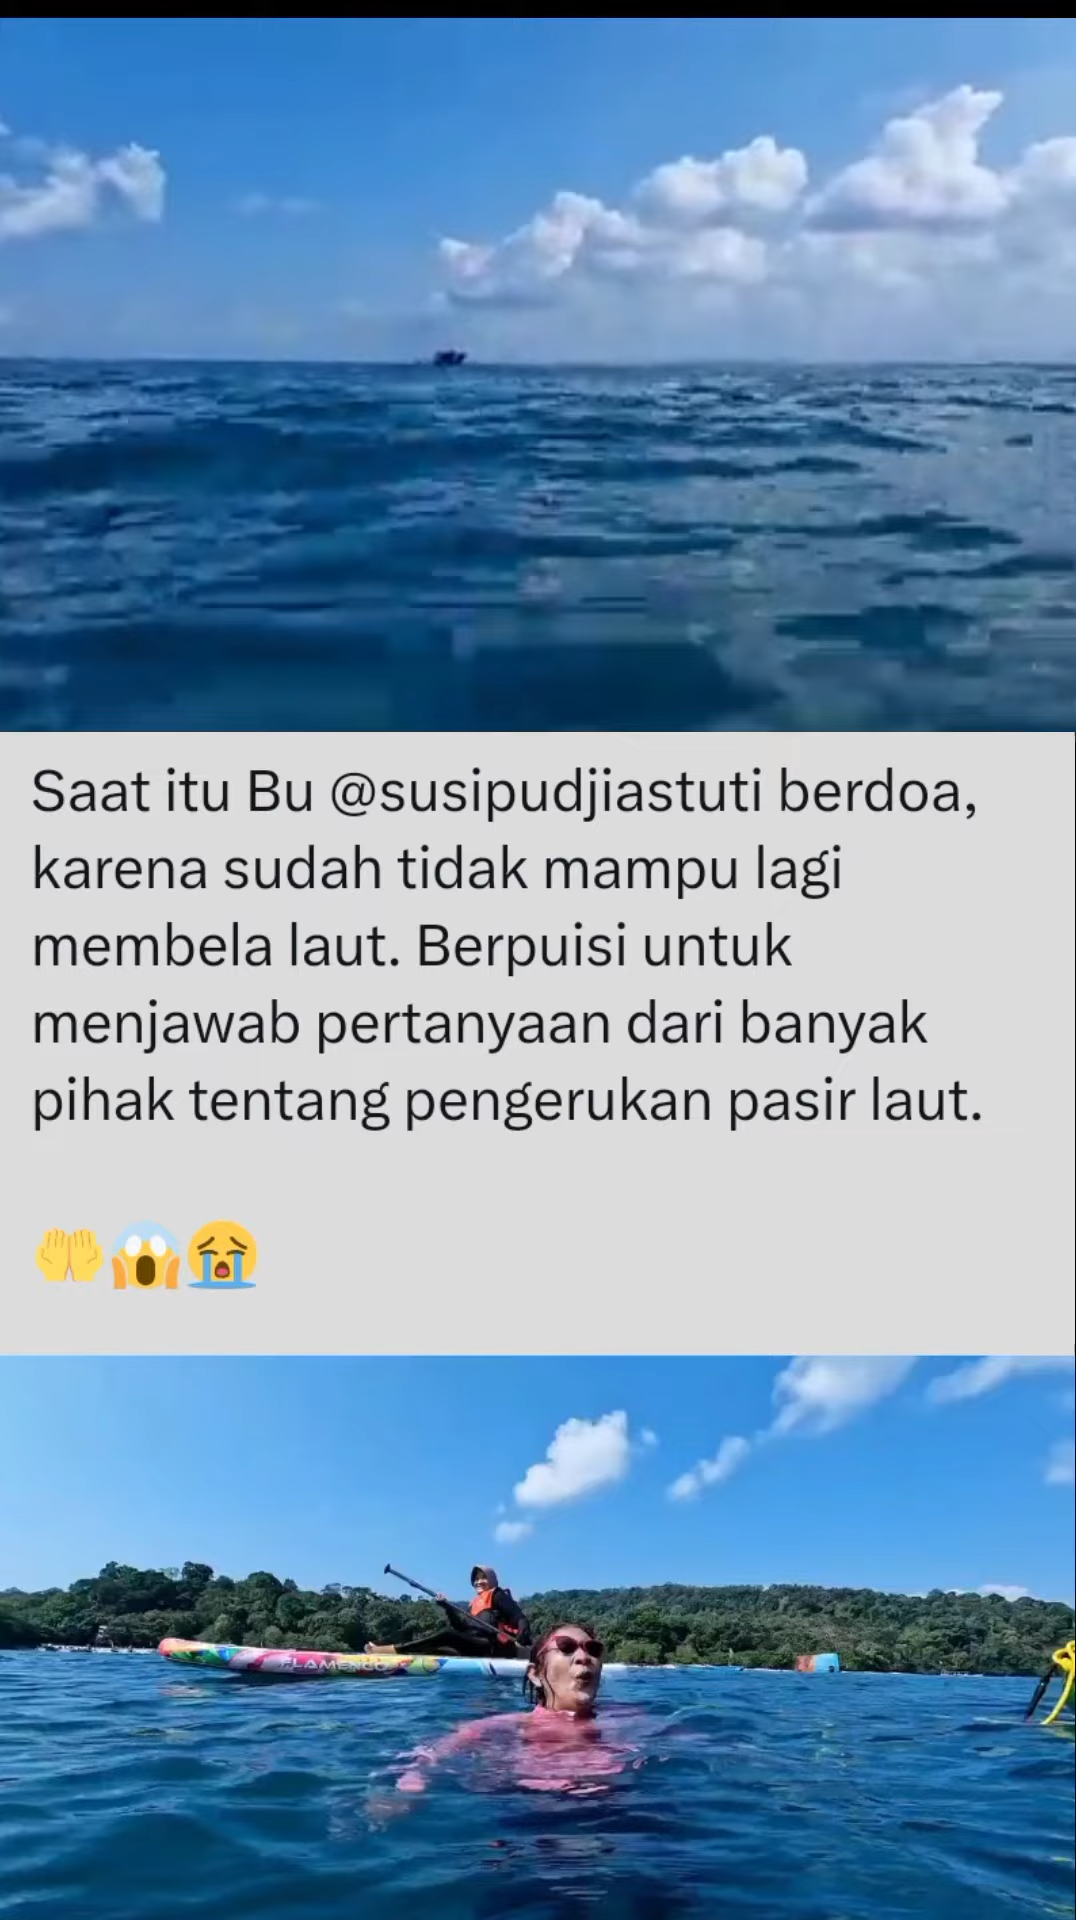 Saat itu Bu @susipudjiastuti berdoa,
karena sudah tidak mampu lagi
membela laut. Berpuisi untuk
menjawab pertanyaan dari banyak
pihak tentang pengerukan pasir laut.
🤲😱😭
FLAMENCO